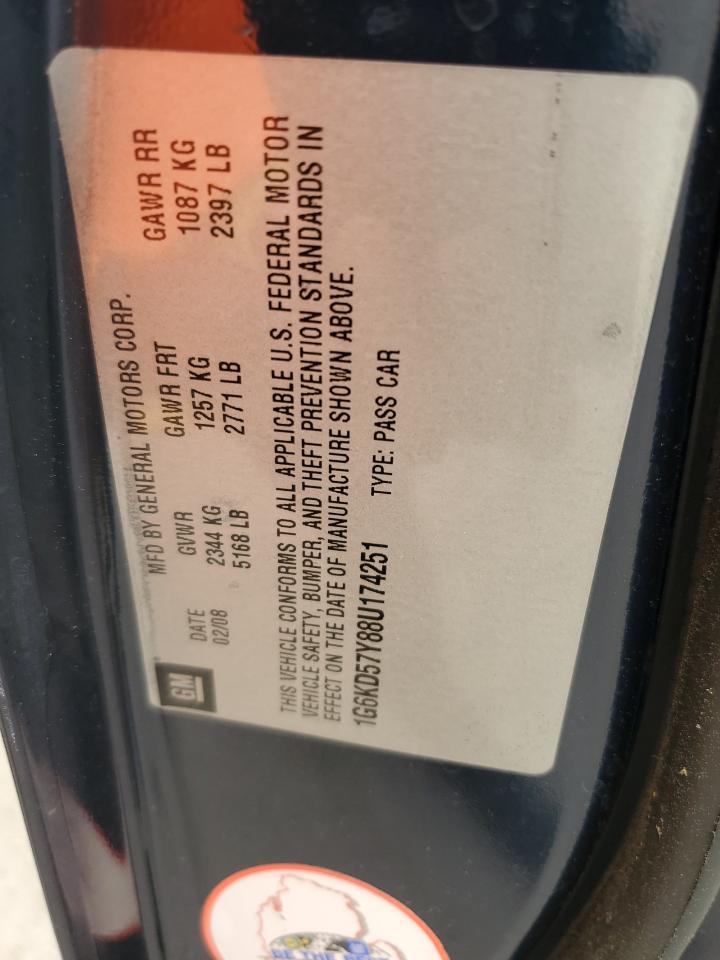 GM
MFD BY GENERAL MOTORS CORP.
DATE GVWR GAWR FRT GAWR RR
02/08 2344 KG 1257 KG 1087 KG
5168 LB 2771 LB 2397 LB
THIS VEHICLE CONFORMS TO ALL APPLICABLE U.S. FEDERAL MOTOR
VEHICLE SAFETY, BUMPER, AND THEFT PREVENTION STANDARDS IN
EFFECT ON THE DATE OF MANUFACTURE SHOWN ABOVE.
1G6KD57Y88U174251 TYPE: PASS CAR
BE THE